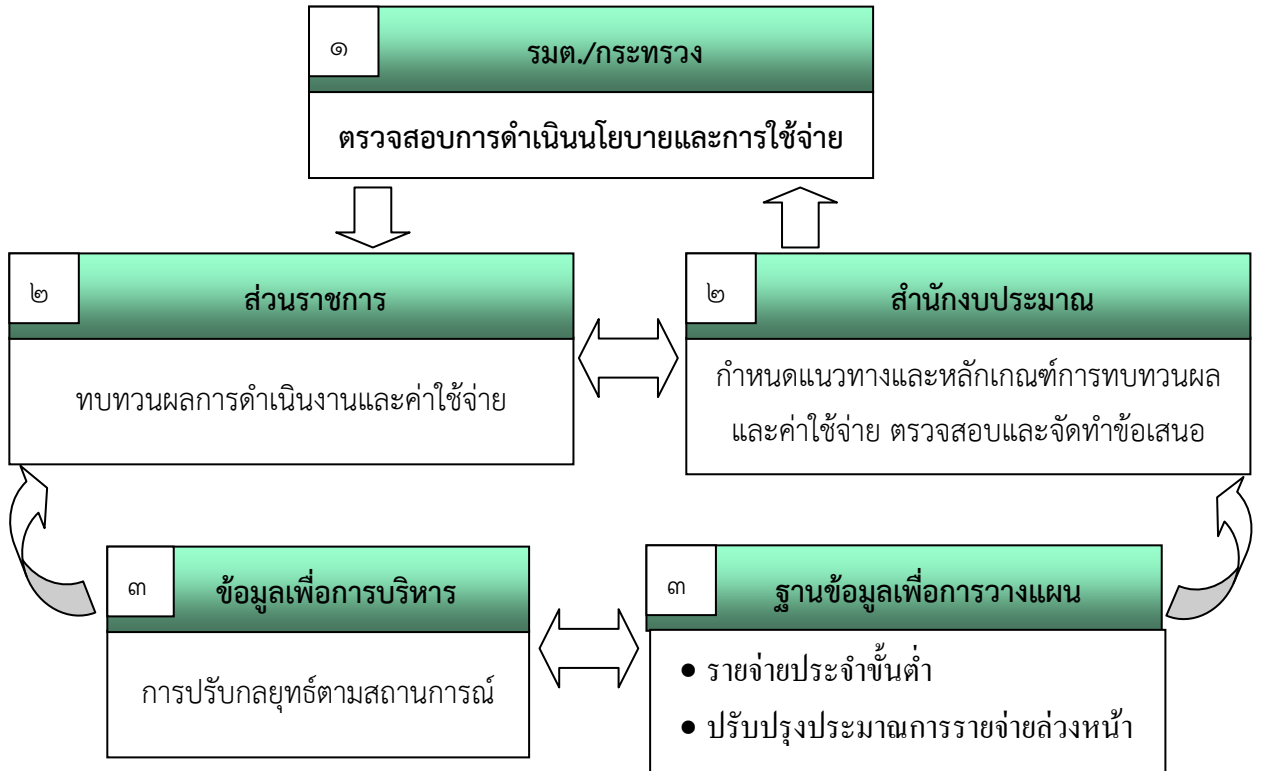 ๑
รมต./กระทรวง
ตรวจสอบการดำเนินนโยบายและการใช้จ่าย
๒
ส่วนราชการ
ทบทวนผลการดำเนินงานและค่าใช้จ่าย
๒
สำนักงบประมาณ
กำหนดแนวทางและหลักเกณฑ์การทบทวนผล
และค่าใช้จ่าย ตรวจสอบและจัดทำข้อเสนอ
๓
ข้อมูลเพื่อการบริหาร
การปรับกลยุทธ์ตามสถานการณ์
๓
ฐานข้อมูลเพื่อการวางแผน
• รายจ่ายประจำขั้นต่ำ
• ปรับปรุงประมาณการรายจ่ายล่วงหน้า